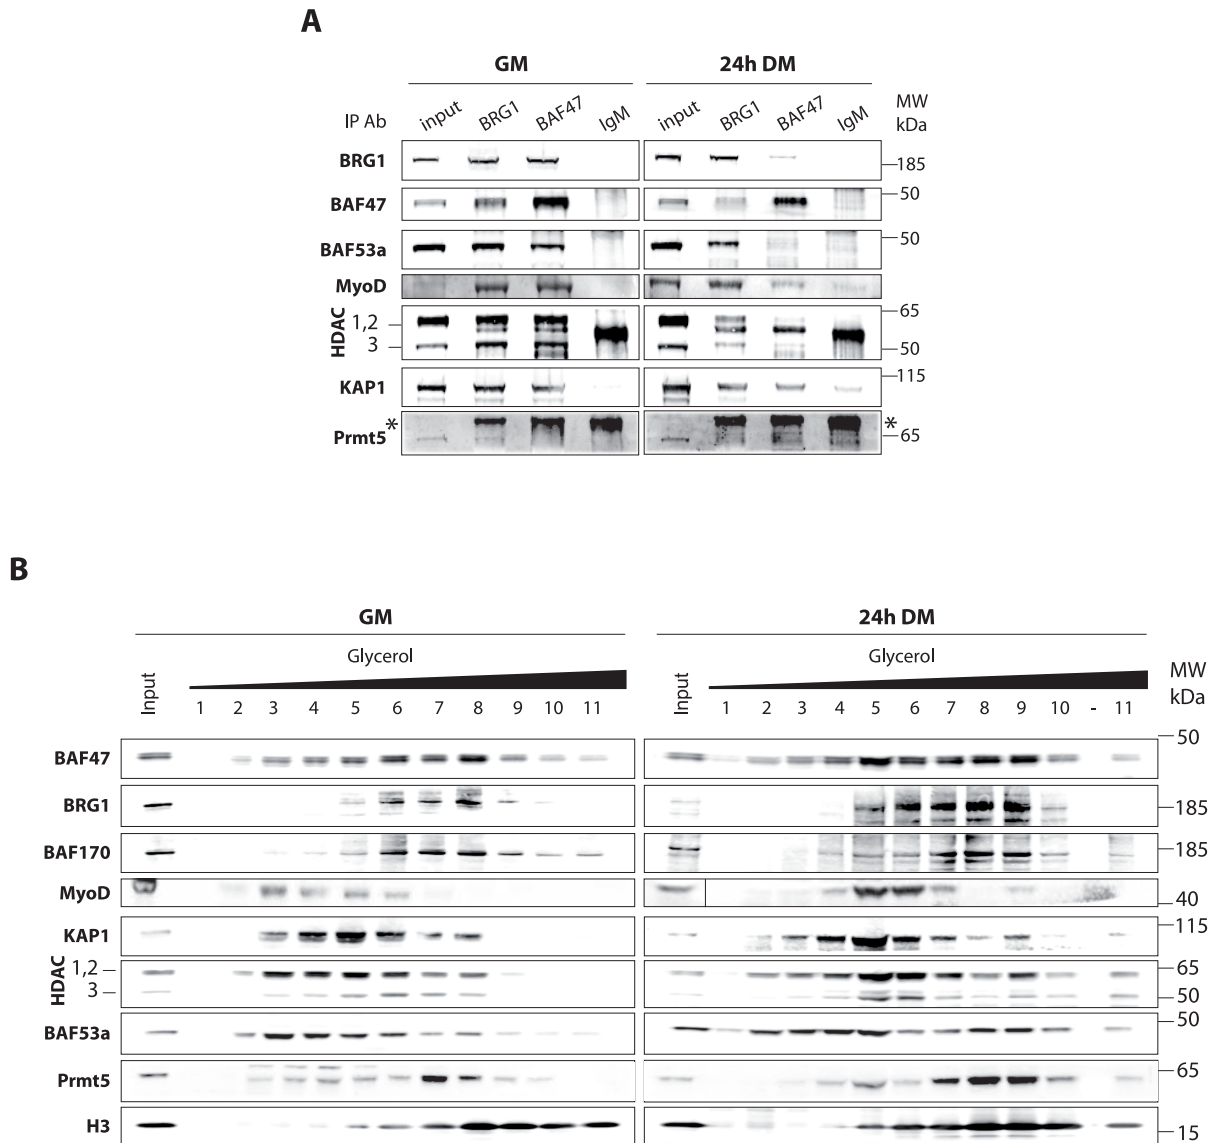 A
GM 24h DM
IP Ab input BRG1 BAF47 IgM input BRG1 BAF47 IgM MW kDa
BRG1 185
BAF47 50
BAF53a 50
MyoD
HDAC 1,2 65
3 50
KAP1 115
* Prmt5 * 65
B
GM 24h DM
Glycerol Glycerol
Input 1 2 3 4 5 6 7 8 9 10 11 Input 1 2 3 4 5 6 7 8 9 10 - 11 MW kDa
BAF47 50
BRG1 185
BAF170 185
MyoD 40
KAP1 115
HDAC 1,2 65
3 50
BAF53a 50
Prmt5 65
H3 15